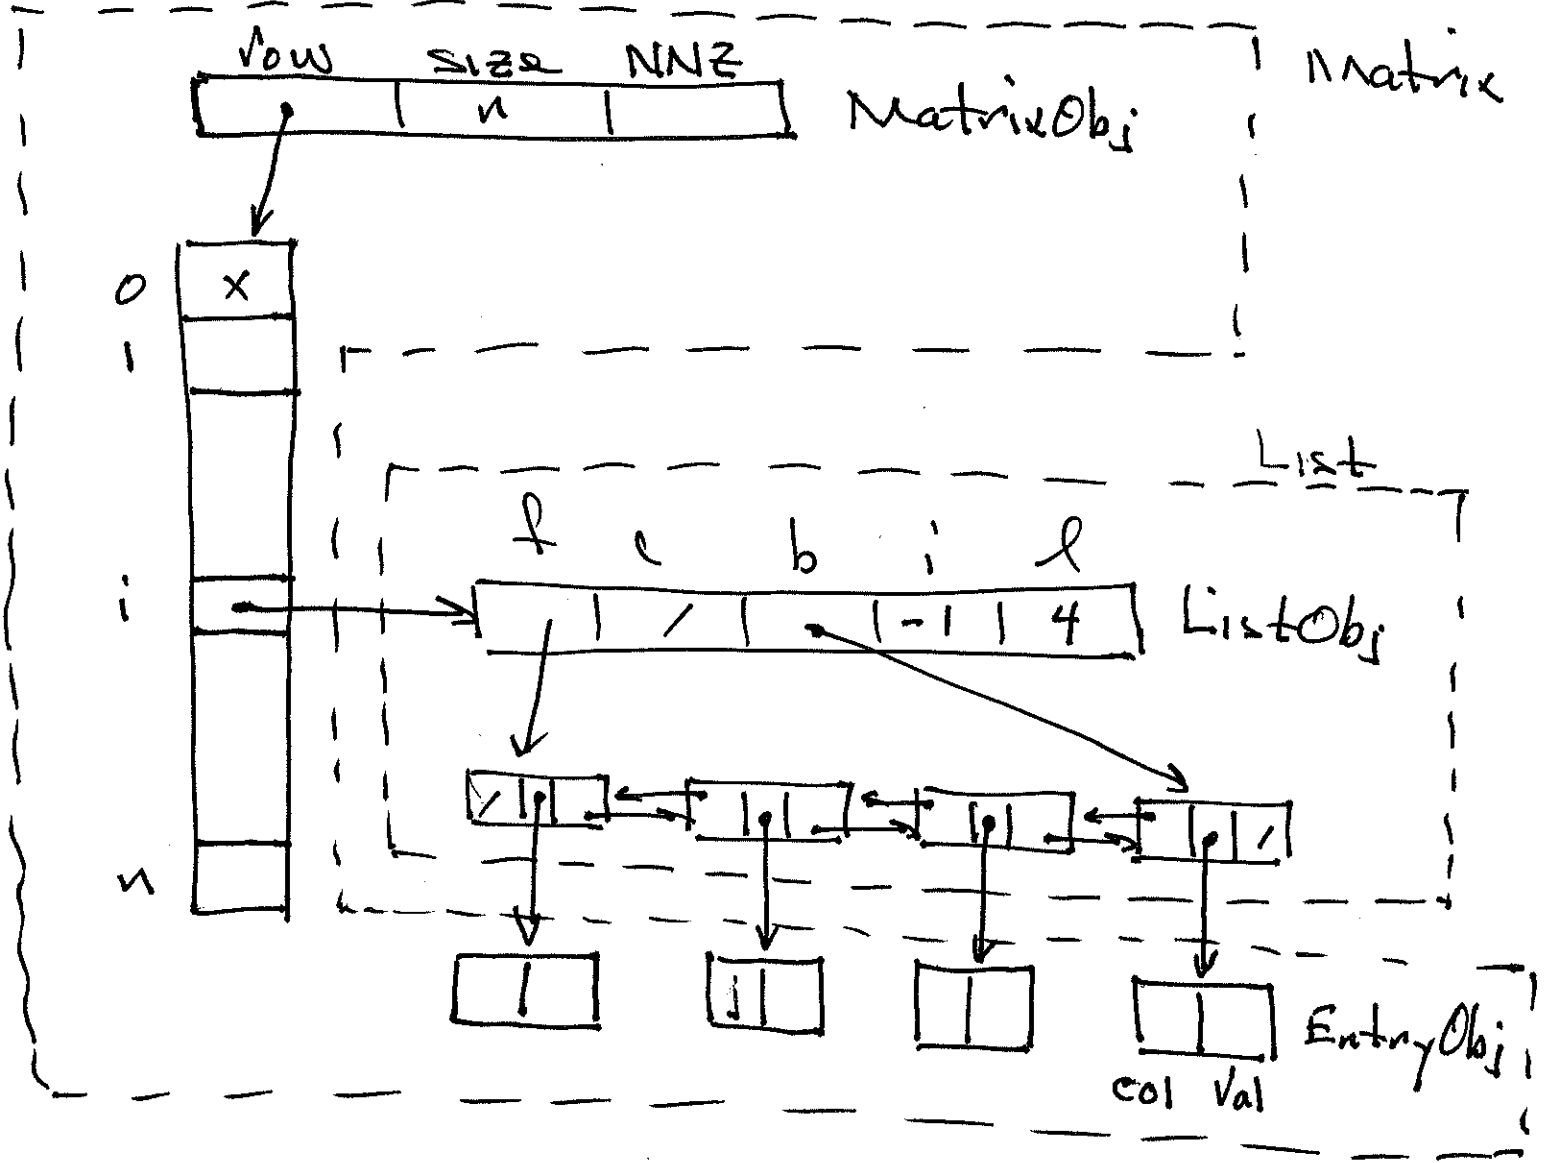 row size NNZ Matrix
n MatrixObj
0 x
1
List
f c b i l
i / -1 4 ListObj
/ /
n
j
EntryObj
col val